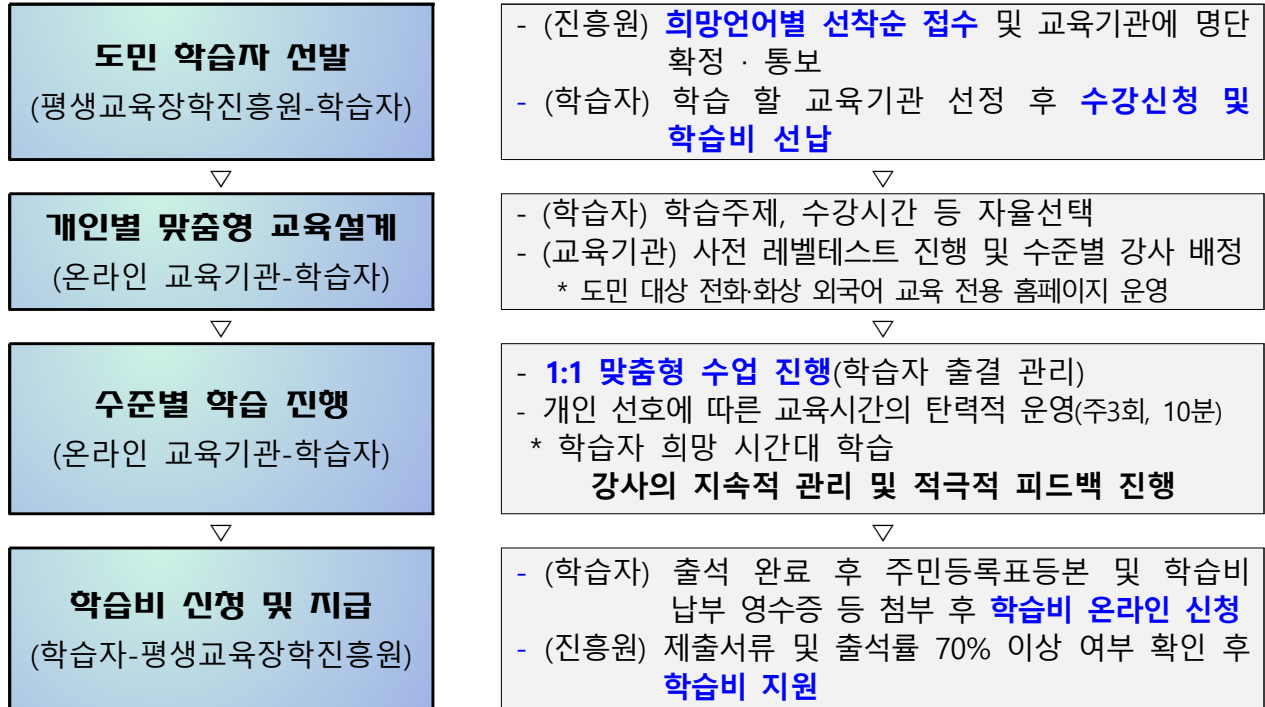 도민 학습자 선발
(평생교육장학진흥원-학습자)
- (진흥원) 희망언어별 선착순 접수 및 교육기관에 명단
확정 · 통보
- (학습자) 학습 할 교육기관 선정 후 수강신청 및
학습비 선납
▽ ▽
개인별 맞춤형 교육설계
(온라인 교육기관-학습자)
- (학습자) 학습주제, 수강시간 등 자율선택
- (교육기관) 사전 레벨테스트 진행 및 수준별 강사 배정
* 도민 대상 전화·화상 외국어 교육 전용 홈페이지 운영
▽ ▽
수준별 학습 진행
(온라인 교육기관-학습자)
- 1:1 맞춤형 수업 진행(학습자 출결 관리)
- 개인 선호에 따른 교육시간의 탄력적 운영(주3회, 10분)
* 학습자 희망 시간대 학습
강사의 지속적 관리 및 적극적 피드백 진행
▽ ▽
학습비 신청 및 지급
(학습자-평생교육장학진흥원)
- (학습자) 출석 완료 후 주민등록표등본 및 학습비
납부 영수증 등 첨부 후 학습비 온라인 신청
- (진흥원) 제출서류 및 출석률 70% 이상 여부 확인 후
학습비 지원